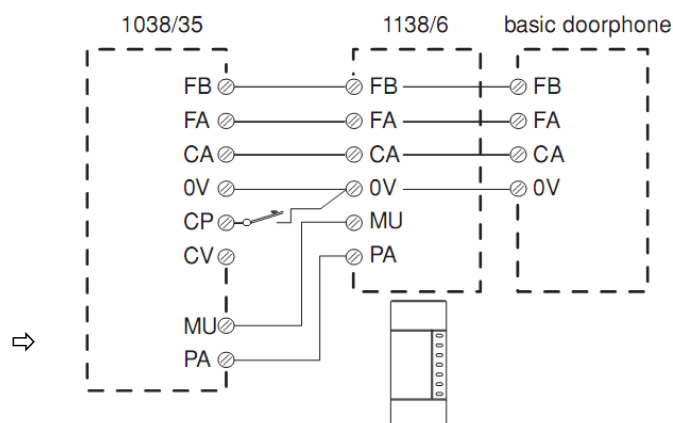 1038/35 1138/6 basic doorphone
FB FB FB
FA FA FA
CA CA CA
0V 0V 0V
CP MU
CV PA
MU
PA